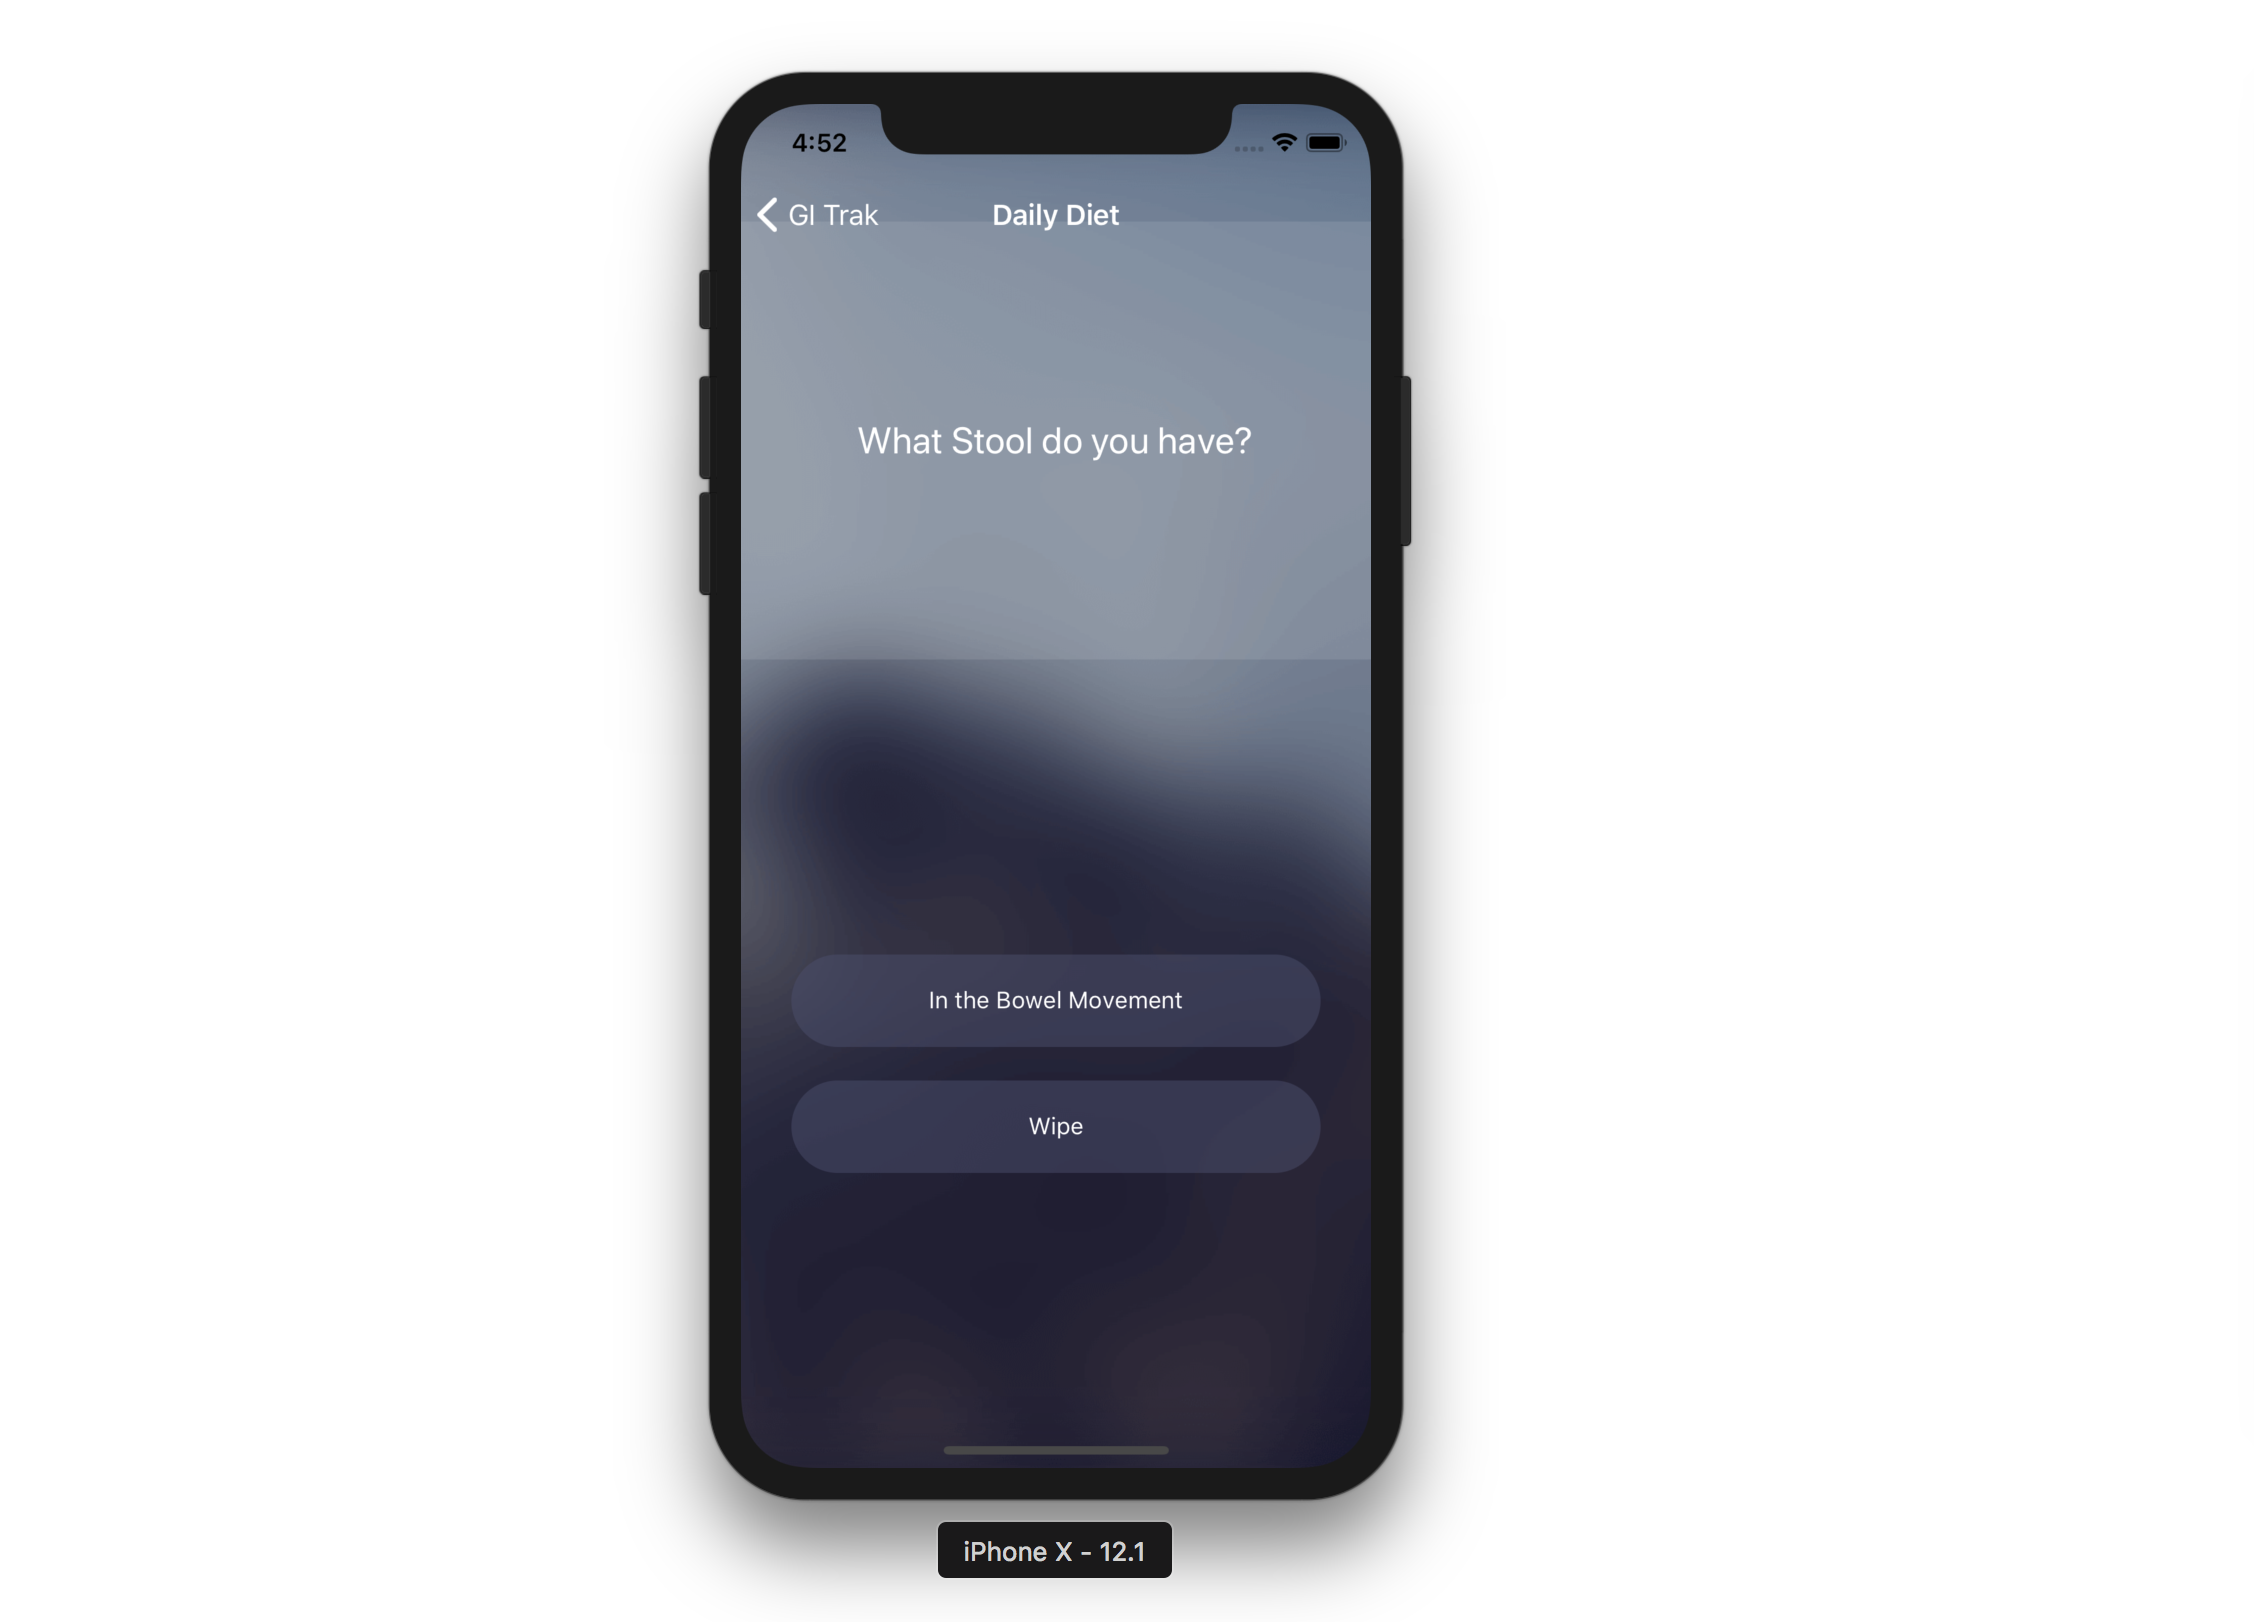 4:52
GI Trak
Daily Diet
What Stool do you have?
In the Bowel Movement
Wipe
iPhone X - 12.1